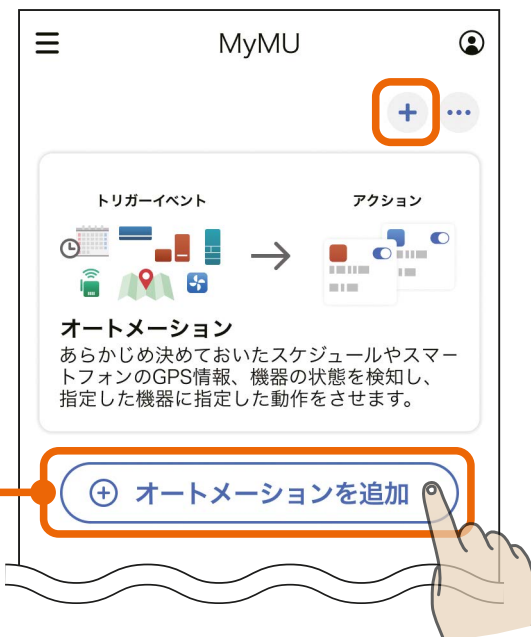 MyMU
トリガーイベント
アクション
オートメーション
あらかじめ決めておいたスケジュールやスマー
トフォンのGPS情報、機器の状態を検知し、
指定した機器に指定した動作をさせます。
オートメーションを追加